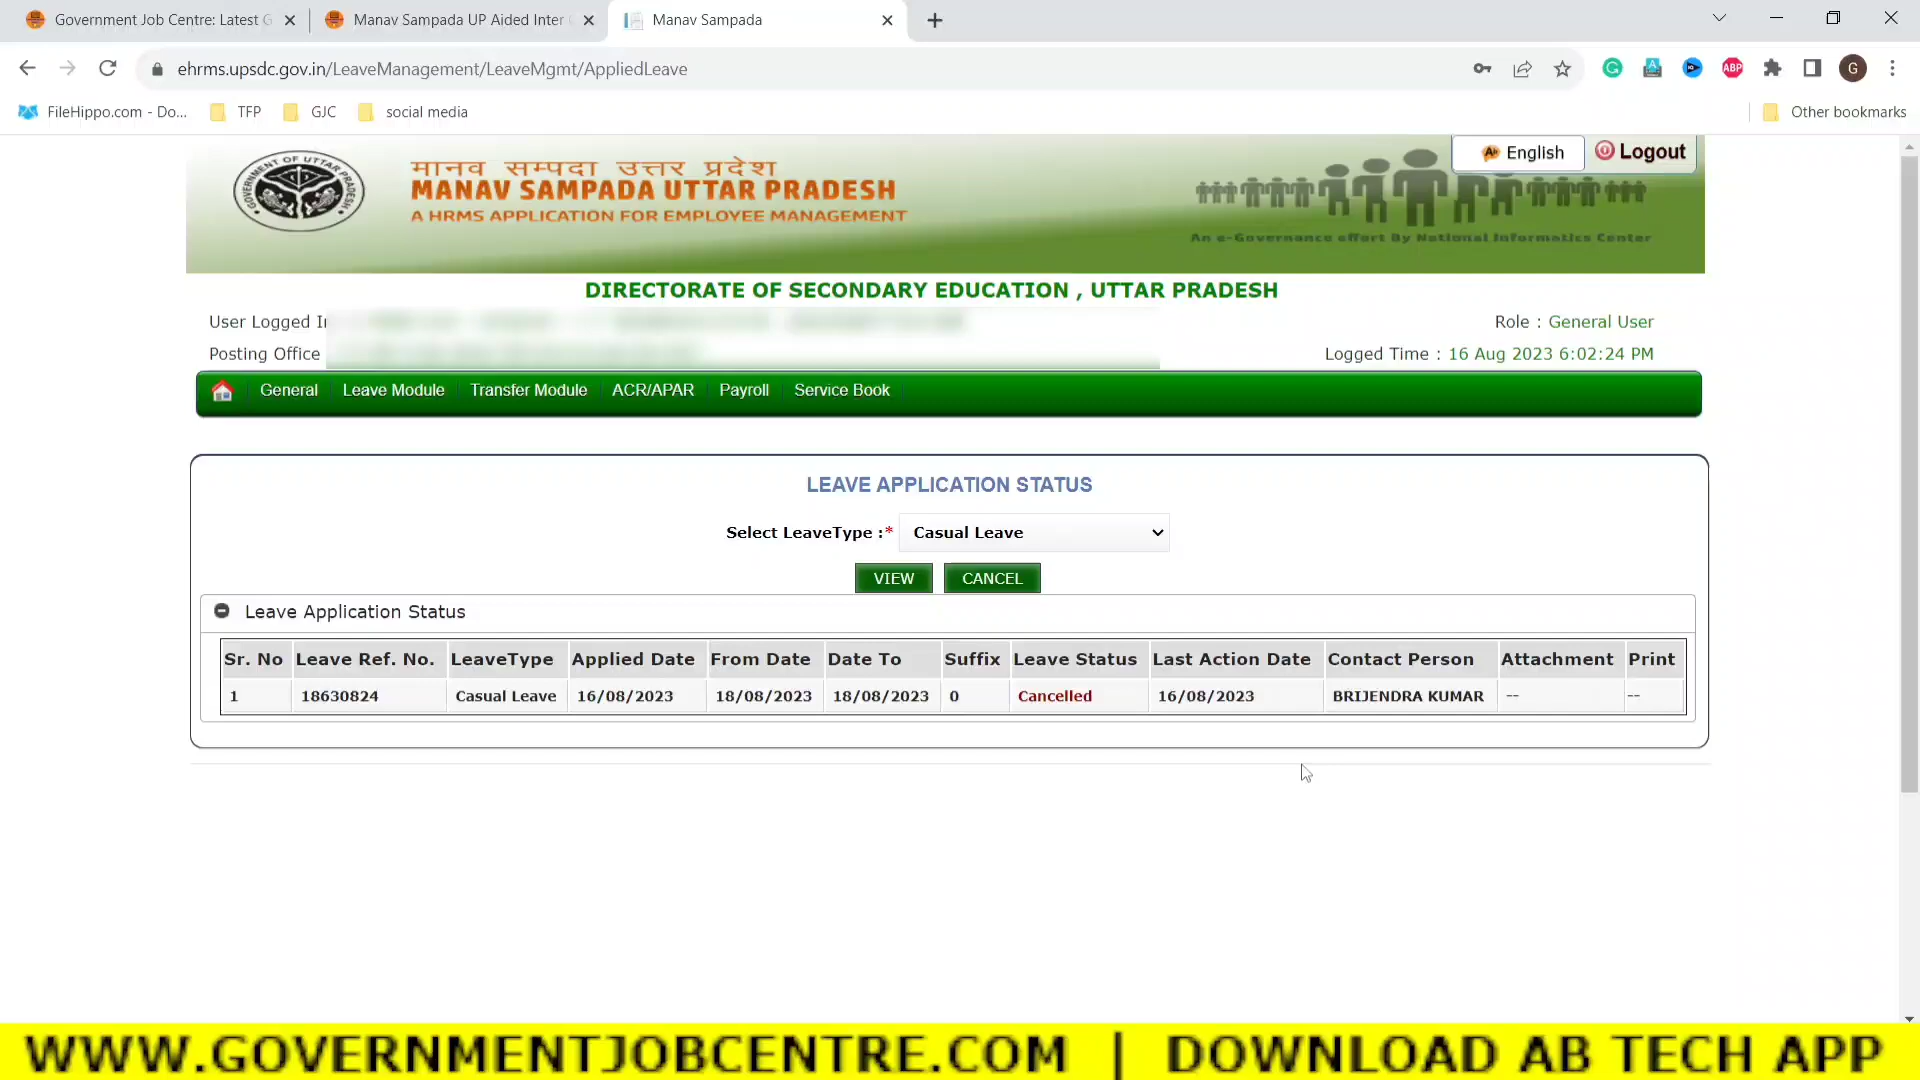 Government Job Centre: Latest G
Manav Sampada UP Aided Inter
Manav Sampada
ehrms.upsdc.gov.in/LeaveManagement/LeaveMgmt/AppliedLeave
ABP
G
FileHippo.com - Do...
TFP
GJC
social media
Other bookmarks
English
Logout
GOVERNMENT OF UTTAR PRADESH
मानव सम्पदा उत्तर प्रदेश
MANAV SAMPADA UTTAR PRADESH
A HRMS APPLICATION FOR EMPLOYEE MANAGEMENT
An e-Governance effort By National Informatics Center
DIRECTORATE OF SECONDARY EDUCATION , UTTAR PRADESH
User Logged
Role : General User
Posting Office
Logged Time : 16 Aug 2023 6:02:24 PM
General Leave Module Transfer Module ACR/APAR Payroll Service Book
LEAVE APPLICATION STATUS
Select LeaveType :* Casual Leave
VIEW CANCEL
Leave Application Status
Sr. No Leave Ref. No. LeaveType Applied Date From Date Date To Suffix Leave Status Last Action Date Contact Person Attachment Print
1 18630824 Casual Leave 16/08/2023 18/08/2023 18/08/2023 0 Cancelled 16/08/2023 BRIJENDRA KUMAR -- --
WWW.GOVERNMENTJOBCENTRE.COM | DOWNLOAD AB TECH APP